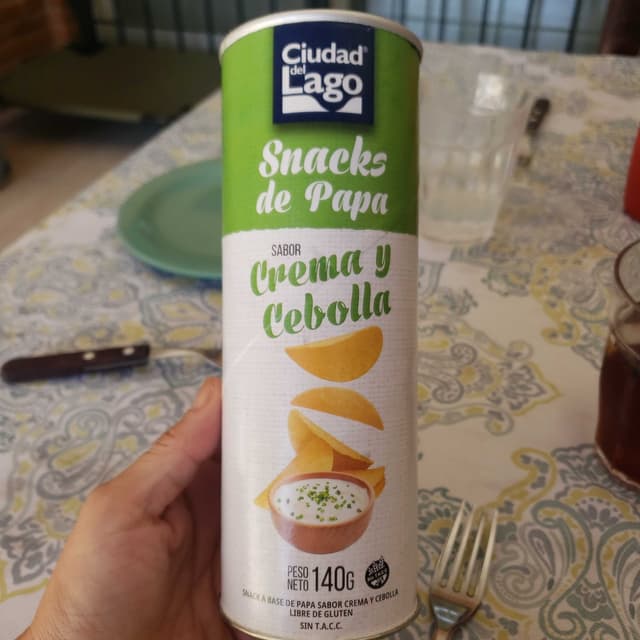 Ciudad
del
Lago
Snacks
de Papa
SABOR
Crema y
Cebolla
PESO
NETO 140G
SNACK A BASE DE PAPA SABOR CREMA Y CEBOLLA
LIBRE DE GLUTEN
SIN T.A.C.C.